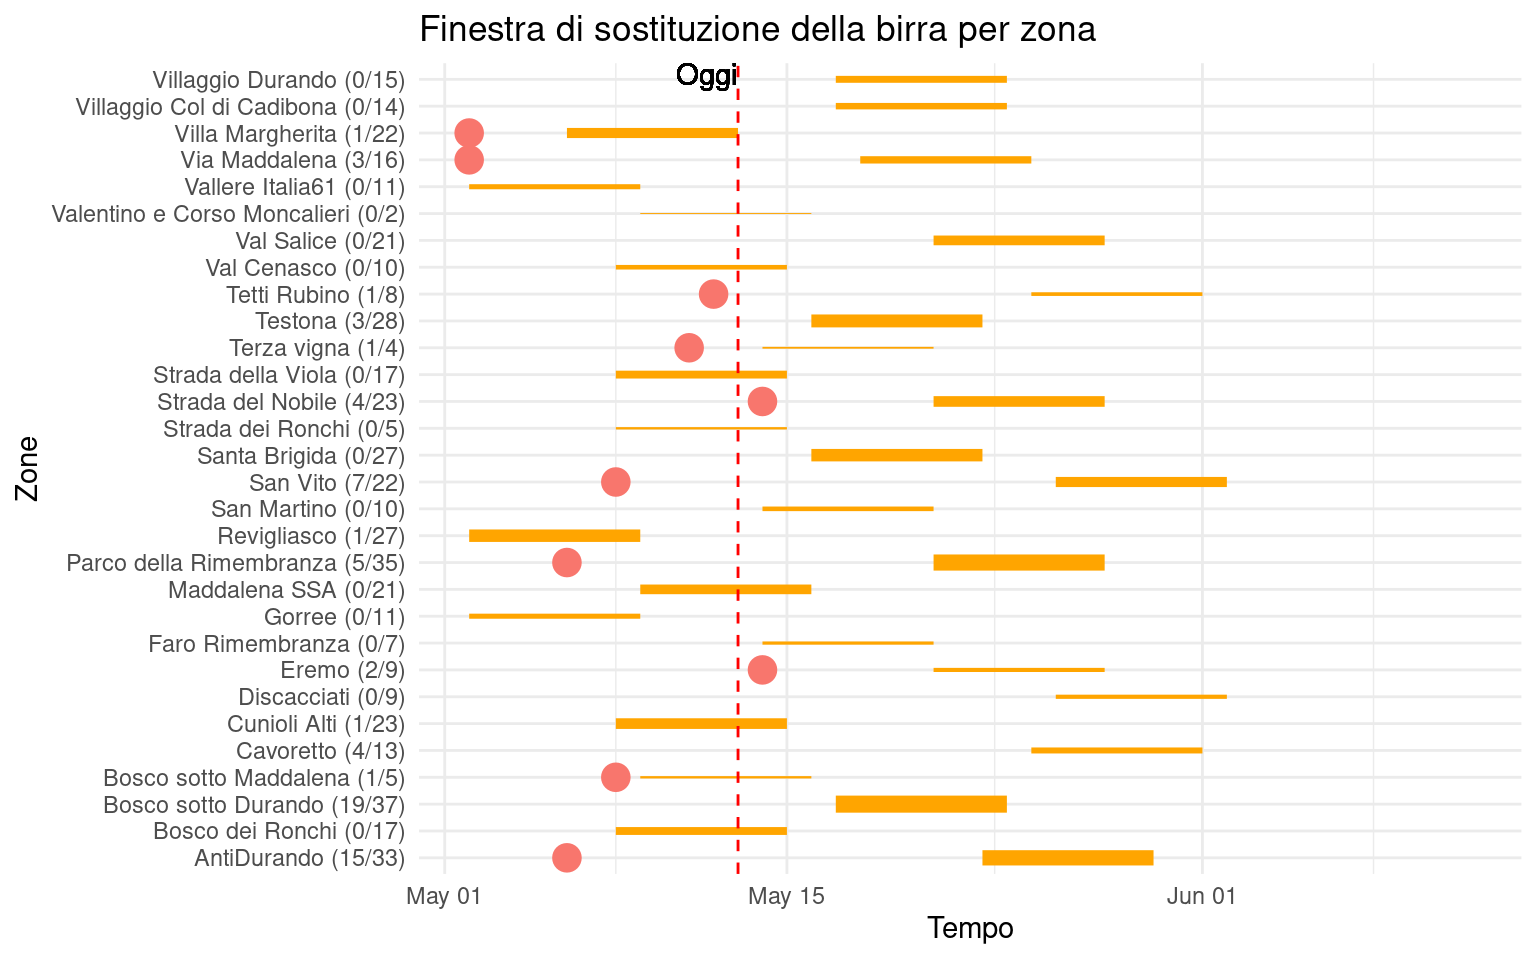 Finestra di sostituzione della birra per zona
Oggi
Zone
Villaggio Durando (0/15)
Villaggio Col di Cadibona (0/14)
Villa Margherita (1/22)
Via Maddalena (3/16)
Vallere Italia61 (0/11)
Valentino e Corso Moncalieri (0/2)
Val Salice (0/21)
Val Cenasco (0/10)
Tetti Rubino (1/8)
Testona (3/28)
Terza vigna (1/4)
Strada della Viola (0/17)
Strada del Nobile (4/23)
Strada dei Ronchi (0/5)
Santa Brigida (0/27)
San Vito (7/22)
San Martino (0/10)
Revigliasco (1/27)
Parco della Rimembranza (5/35)
Maddalena SSA (0/21)
Gorree (0/11)
Faro Rimembranza (0/7)
Eremo (2/9)
Discacciati (0/9)
Cunioli Alti (1/23)
Cavoretto (4/13)
Bosco sotto Maddalena (1/5)
Bosco sotto Durando (19/37)
Bosco dei Ronchi (0/17)
AntiDurando (15/33)
May 01 May 15 Jun 01
Tempo